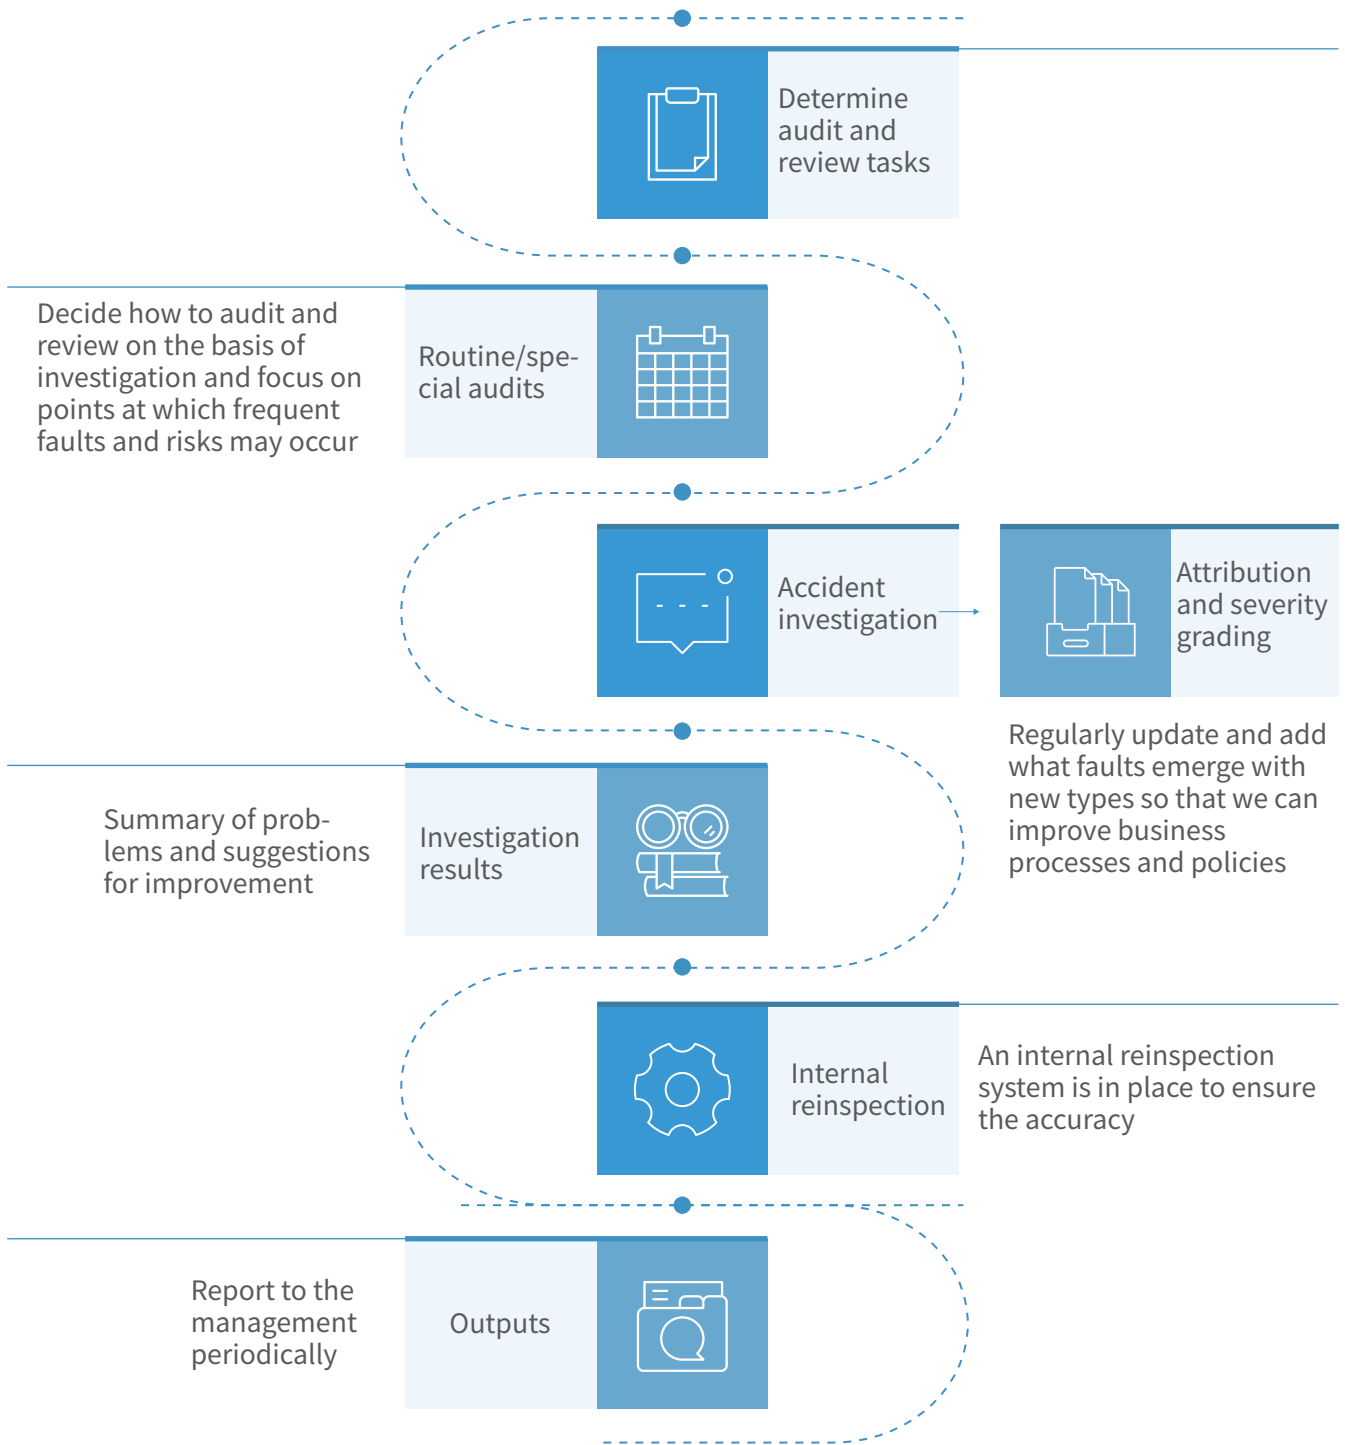 Determine
audit and
review tasks
Decide how to audit and
review on the basis of
investigation and focus on
points at which frequent
faults and risks may occur
Routine/spe-
cial audits
Accident
investigation
Attribution
and severity
grading
Regularly update and add
what faults emerge with
new types so that we can
improve business
processes and policies
Summary of prob-
lems and suggestions
for improvement
Investigation
results
Internal
reinspection
An internal reinspection
system is in place to ensure
the accuracy
Report to the
management
periodically
Outputs